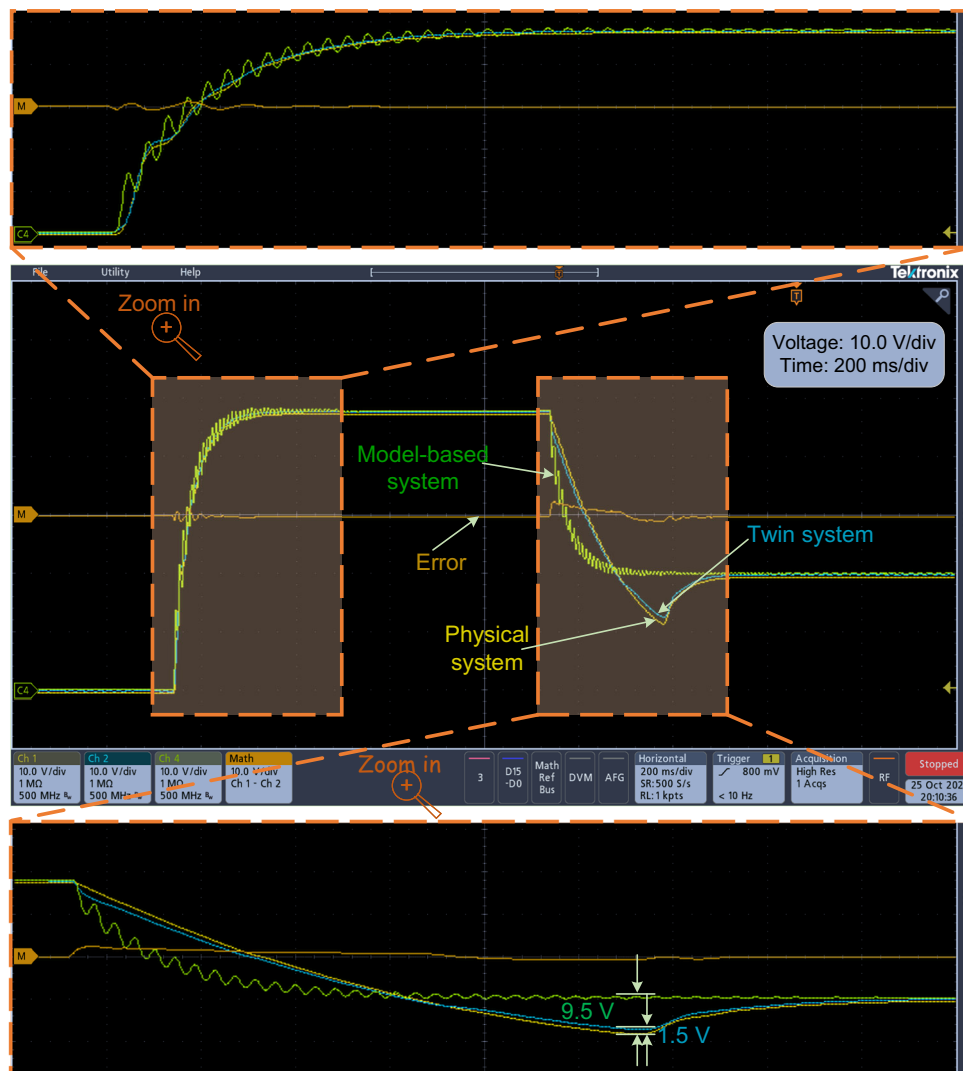 M
C4
File Utility Help
Tektronix
T
T
Zoom in
Voltage: 10.0 V/div
Time: 200 ms/div
Model-based
system
M
Twin system
Error
Physical
system
C4
Ch 1
10.0 V/div
1 MΩ
500 MHz
Ch 2
10.0 V/div
1 MΩ
500 MHz
Ch 4
10.0 V/div
1 MΩ
500 MHz
Math
10.0 V/div
Ch 1 - Ch 2
Zoom in
3
D15
-D0
Math
Ref
Bus
DVM
AFG
Horizontal
200 ms/div
SR:500 S/s
RL:1 kpts
Trigger 1
800 mV
< 10 Hz
Acquisition
High Res
1 Acqs
RF
Stopped
25 Oct 202
20:10:36
M
9.5 V
1.5 V